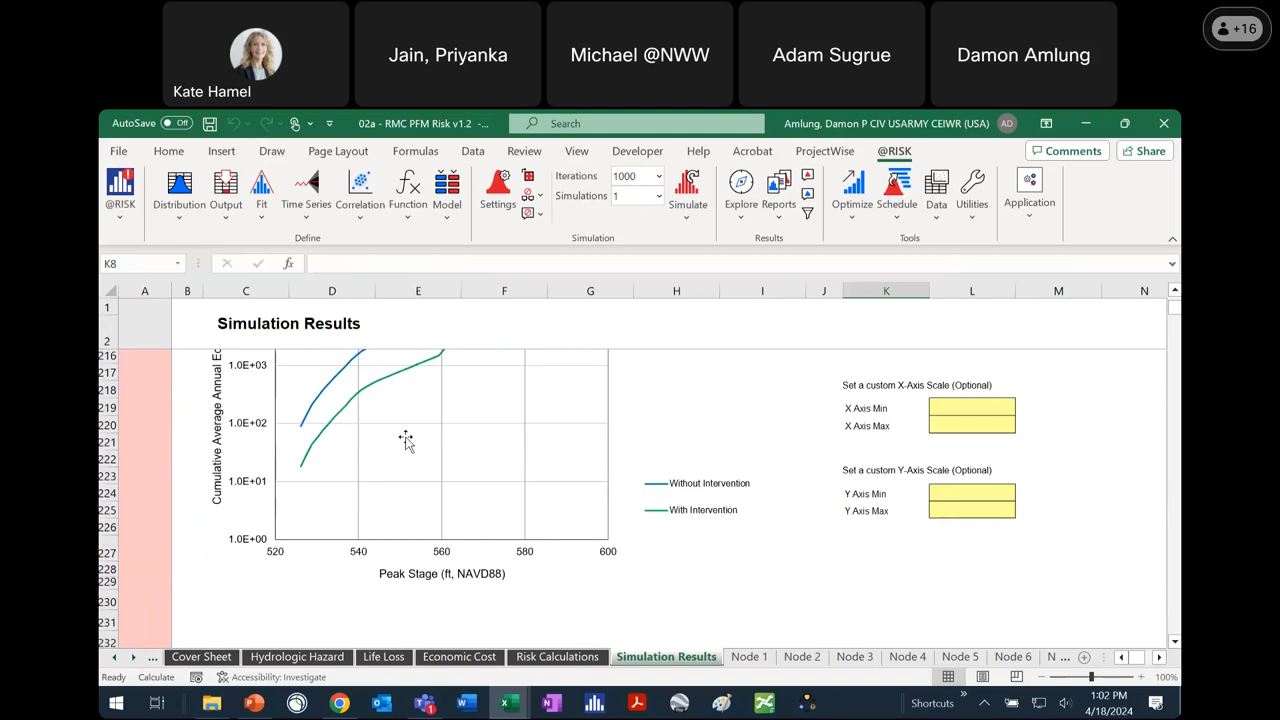 Kate Hamel
Jain, Priyanka
Michael @NWW
Adam Sugrue
Damon Amlung
+16
AutoSave Off
02a - RMC PFM Risk v1.2 -...
Search
Amlung, Damon P CIV USARMY CEIWR (USA)
AD
File Home Insert Draw Page Layout Formulas Data Review View Developer Help Acrobat ProjectWise @RISK
Comments
Share
@RISK
Distribution
Output
Fit
Time Series
Correlation
Function
Model
Define
Settings
Iterations 1000
Simulations 1
Simulate
Simulation
Explore
Reports
Results
Optimize
Schedule
Data
Utilities
Tools
Application
K8
fx
A B C D E F G H I J K L M N
1
2
216
217
218
219
220
221
222
223
224
225
226
227
228
229
230
231
232
Simulation Results
Cumulative Average Annual Ec
1.0E+03
1.0E+02
1.0E+01
1.0E+00
520 540 560 580 600
Peak Stage (ft, NAVD88)
Without Intervention
With Intervention
Set a custom X-Axis Scale (Optional)
X Axis Min
X Axis Max
Set a custom Y-Axis Scale (Optional)
Y Axis Min
Y Axis Max
... Cover Sheet Hydrologic Hazard Life Loss Economic Cost Risk Calculations Simulation Results Node 1 Node 2 Node 3 Node 4 Node 5 Node 6 N ...
Ready Calculate Accessibility: Investigate
100%
Shortcuts
1:02 PM
4/18/2024